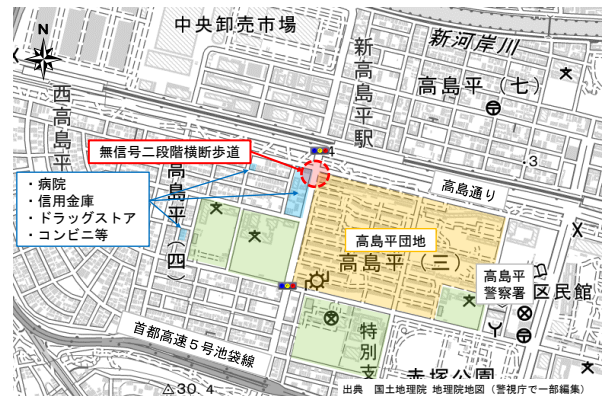 中央卸売市場
新河岸川
N
新高島平駅
高島平（七）
西高島平
無信号二段階横断歩道
4
・3
高島通り
・病院
・信用金庫
・ドラッグストア
・コンビニ等
高島平（四）
高島平団地
高島平（三）
高島平
警察署
区民館
首都高速５号池袋線
特別支
赤塚公園
△30.4
出典　国土地理院 地理院地図（警視庁で一部編集）